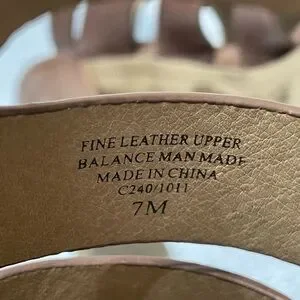 FINE LEATHER UPPER
BALANCE MAN MADE
MADE IN CHINA
C240/1011
7M